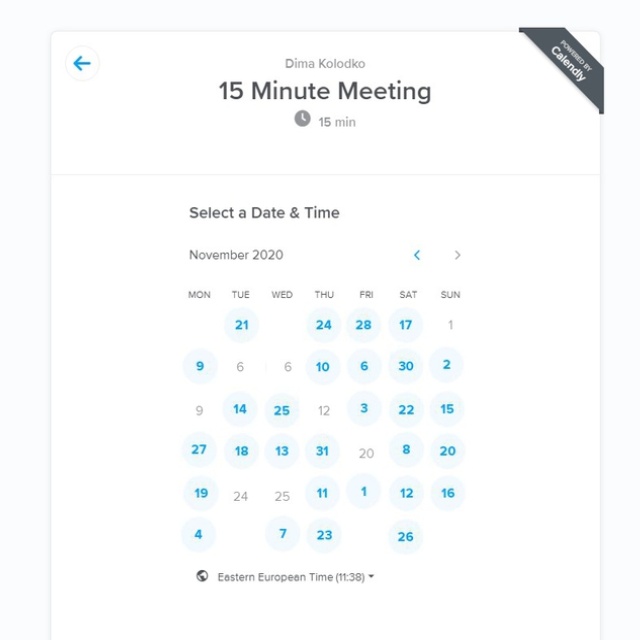 POWERED BY
Calendly
Dima Kolodko
15 Minute Meeting
15 min
Select a Date & Time
November 2020
MON TUE WED THU FRI SAT SUN
21 24 28 17 1
9 6 6 10 6 30 2
9 14 25 12 3 22 15
27 18 13 31 20 8 20
19 24 25 11 1 12 16
4 7 23 26
Eastern European Time (11:38)